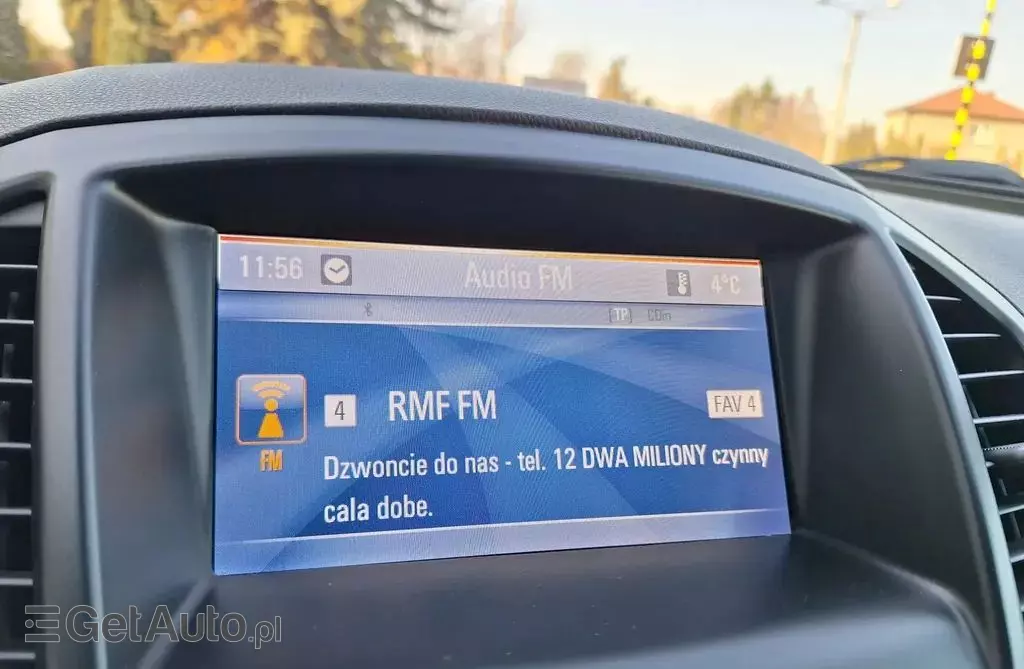 11:56 Audio FM 4°C
[TP] CDin
4 RMF FM FAV 4
FM
Dzwoncie do nas - tel. 12 DWA MILIONY czynny
cala dobe.
GetAuto.pl